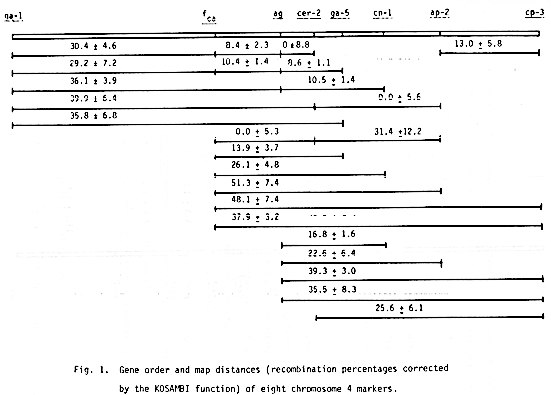 ga-1 fca ag cer-2 ga-5 cn-1 ap-2 cp-3
30.4 ± 4.6 8.4 ± 2.3 0 ±8.8 13.0 ± 5.8
29.2 ± 7.2 10.4 ± 1.4 8.6 ± 1.1
36.1 ± 3.9 10.5 ± 1.4
39.9 ± 6.4 0.0 ± 5.6
35.8 ± 6.8
0.0 ± 5.3 31.4 ±12.2
13.9 ± 3.7
26.1 ± 4.8
51.3 ± 7.4
48.1 ± 7.4
37.9 ± 3.2
16.8 ± 1.6
22.6 ± 6.4
39.3 ± 3.0
35.5 ± 8.3
25.6 ± 6.1
Fig. 1. Gene order and map distances (recombination percentages corrected
by the KOSAMBI function) of eight chromosome 4 markers.